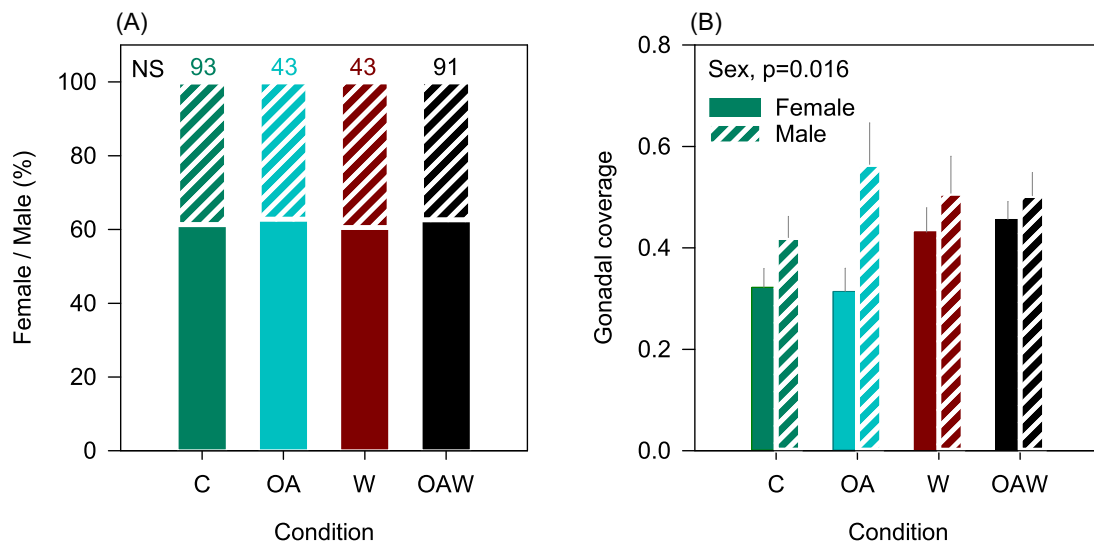 (A)
NS 93 43 43 91
100
80
60
40
20
0
Female / Male (%)
C OA W OAW
Condition
(B)
0.8
0.6
0.4
0.2
0.0
Gonadal coverage
Sex, p=0.016
Female
Male
C OA W OAW
Condition